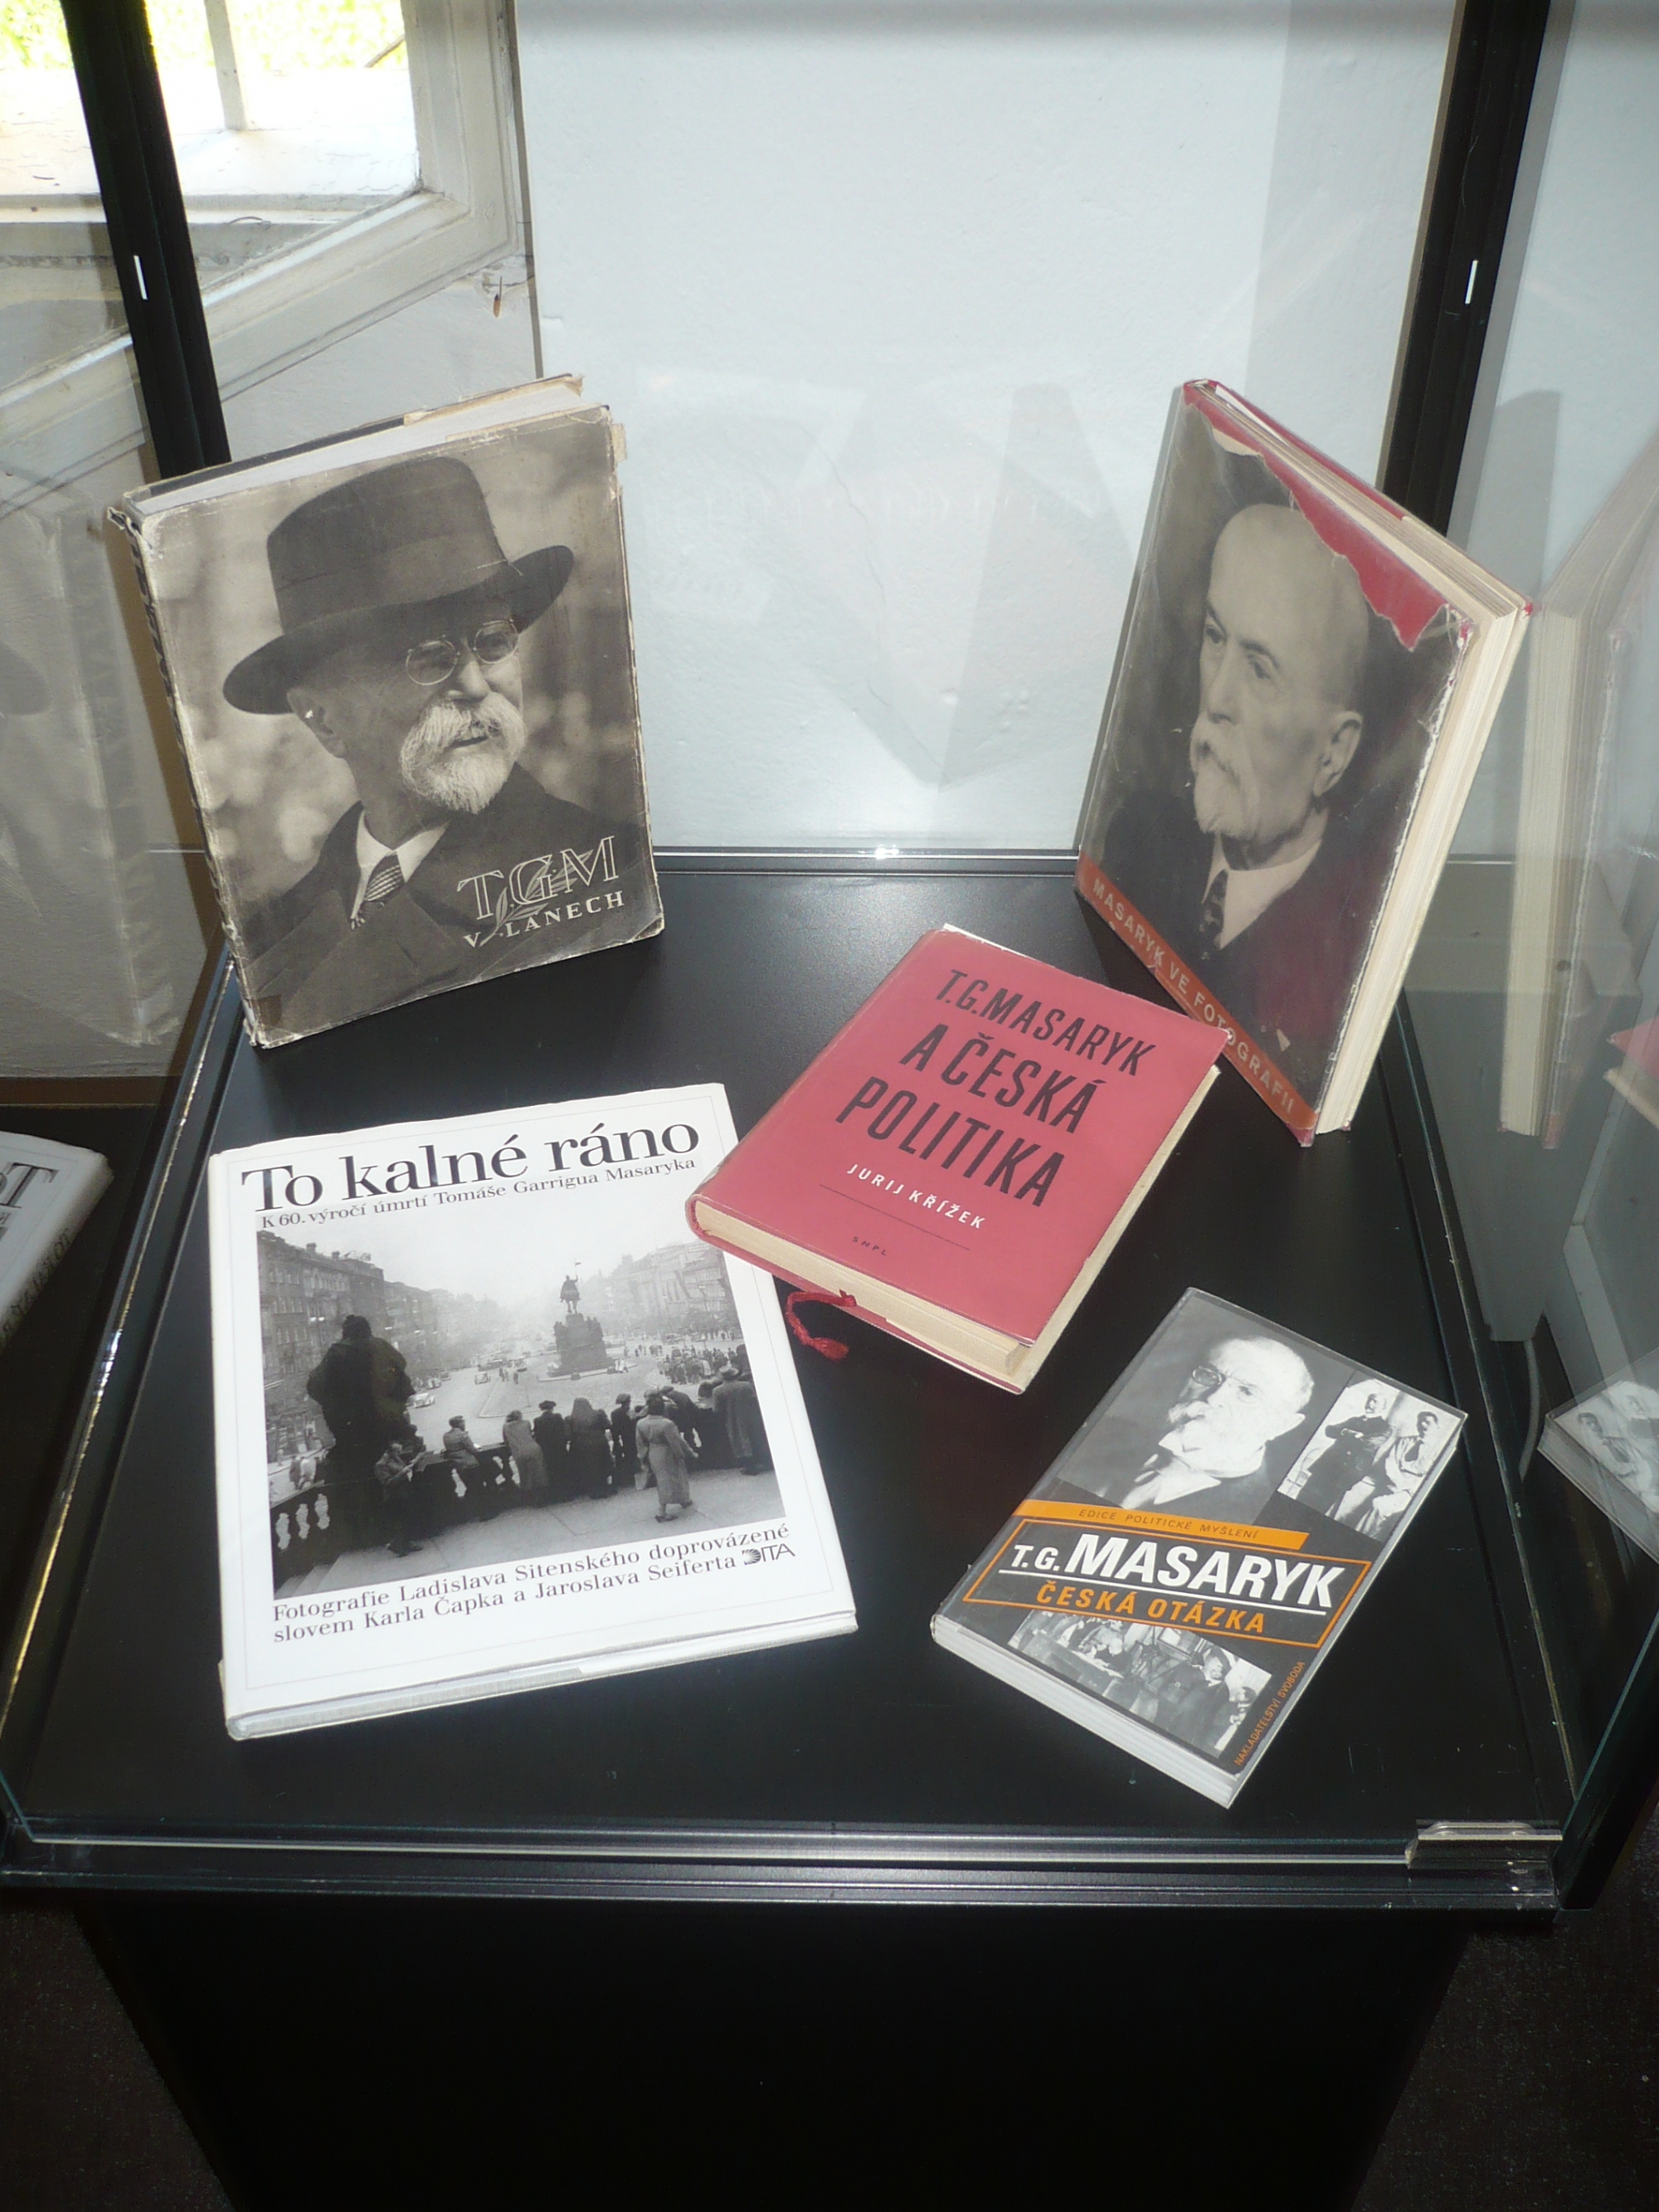 T.G.M
V LÁNECH
MASARYK VE FOTOGRAFII
T.G.MASARYK
A ČESKÁ
POLITIKA
JURIJ KŘÍŽEK
SNPL
To kalné ráno
K 60. výročí úmrtí Tomáše Garrigua Masaryka
Fotografie Ladislava Sitenského doprovázené
slovem Karla Čapka a Jaroslava Seiferta
EDICE POLITICKÉ MYŠLENÍ
T.G. MASARYK
ČESKÁ OTÁZKA
NAKLADATELSTVÍ SVOBODA